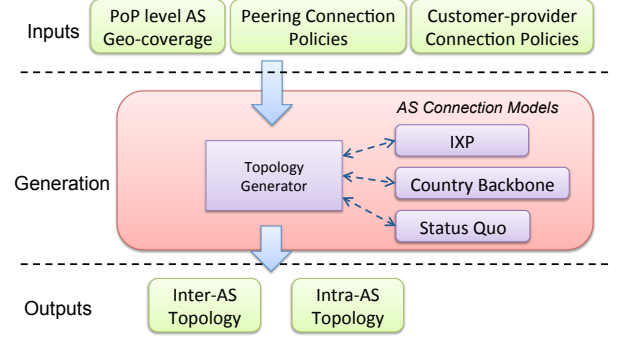 Inputs
PoP level AS
Geo-coverage
Peering Connection
Policies
Customer-provider
Connection Policies
Generation
AS Connection Models
Topology
Generator
IXP
Country Backbone
Status Quo
Outputs
Inter-AS
Topology
Intra-AS
Topology